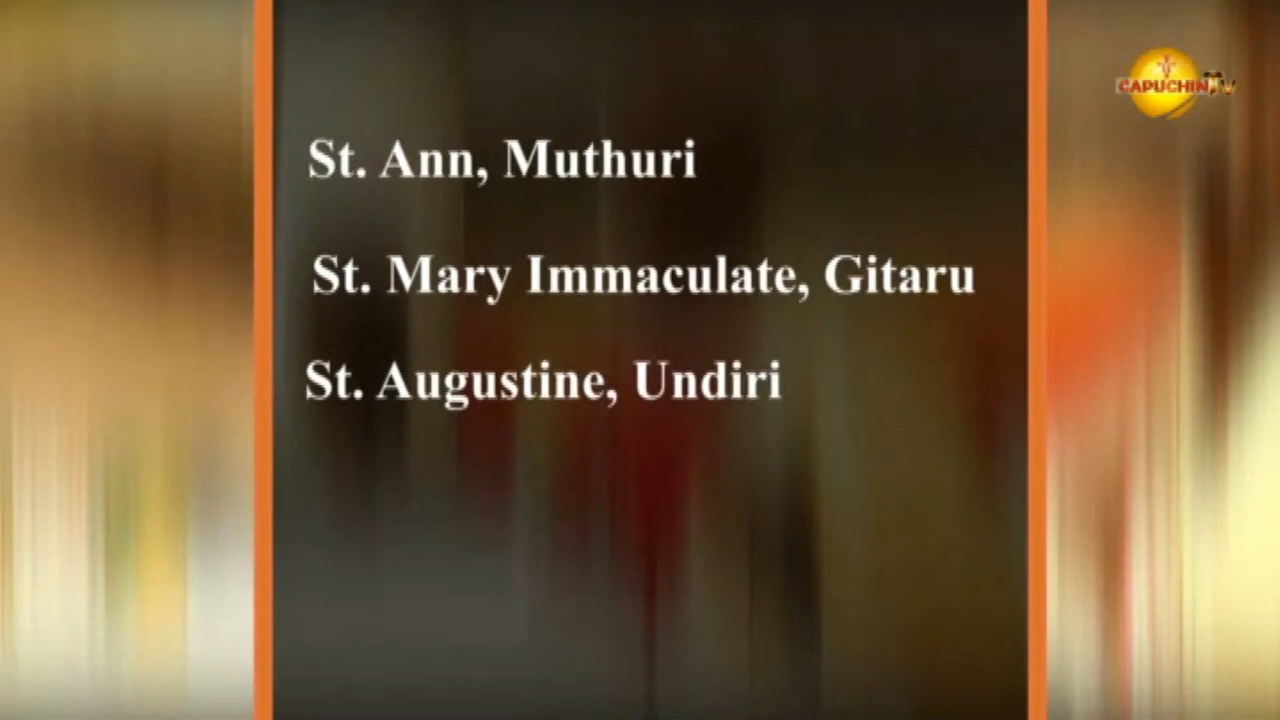 CAPUCHIN TV
St. Ann, Muthuri
St. Mary Immaculate, Gitaru
St. Augustine, Undiri